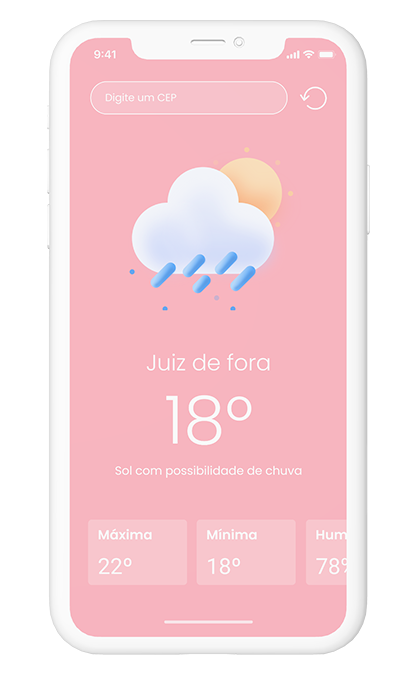 9:41
Digite um CEP
Juiz de fora
18º
Sol com possibilidade de chuva
Máxima
Mínima
Hum
22º
18º
78%